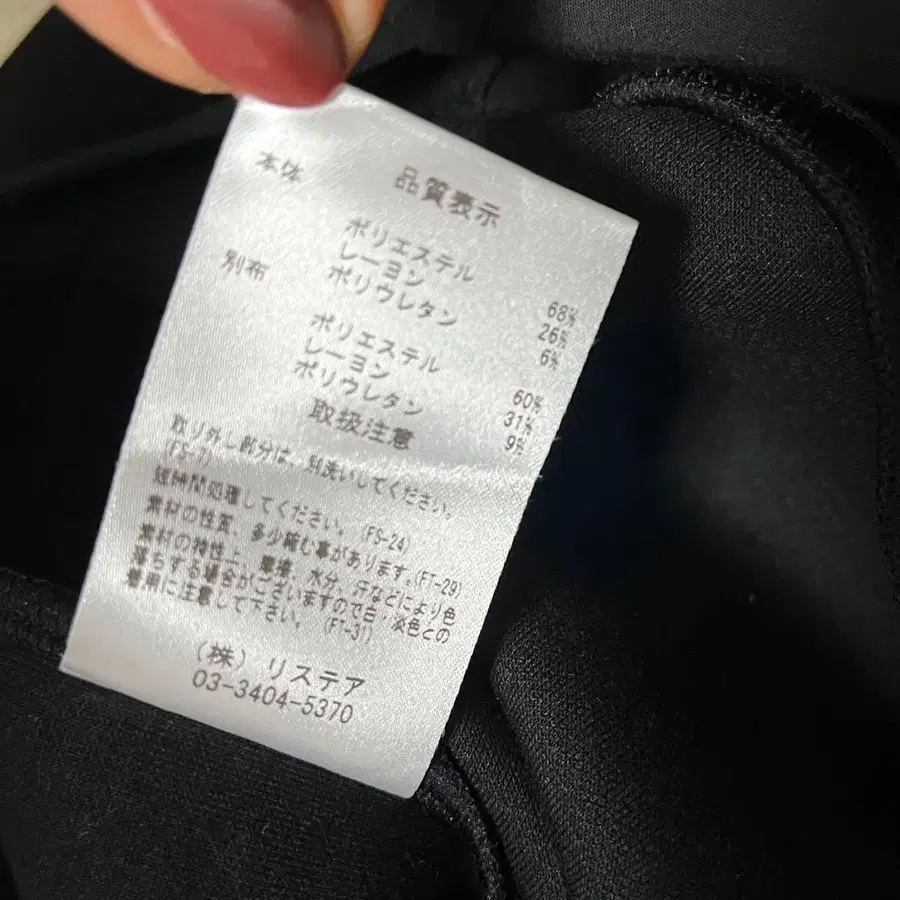 品質表示
本体
ポリエステル 68%
レーヨン 26%
ポリウレタン 6%
別布
ポリエステル 60%
レーヨン 31%
ポリウレタン 9%
取扱注意
取り外し部分は、別洗いしてください。
(FS-7)
短時間処理してください。(FS-24)
素材の性質、多少縮む事があります。(FT-29)
素材の特性上、摩擦、水分、汗などにより色
落ちする場合がございますので白・淡色との
着用に注意して下さい。 (FT-31)
(株) リステア
03-3404-5370